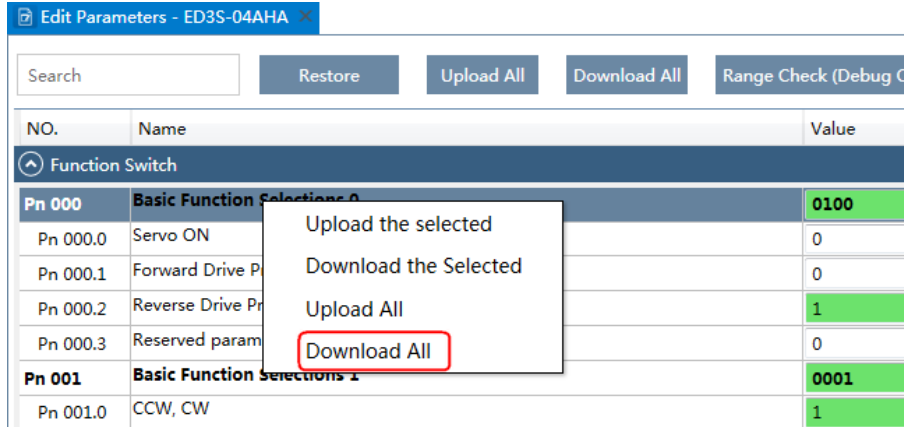 Edit Parameters - ED3S-04AHA
Search Restore Upload All Download All Range Check (Debug
NO. Name Value
Function Switch
Pn 000 Basic Function Selections 0 0100
Upload the selected
Pn 000.0 Servo ON 0
Download the Selected
Pn 000.1 Forward Drive 0
Upload All
Pn 000.2 Reverse Drive 1
Download All
Pn 000.3 Reserved param 0
Pn 001 Basic Function Selections 1 0001
Pn 001.0 CCW, CW 1